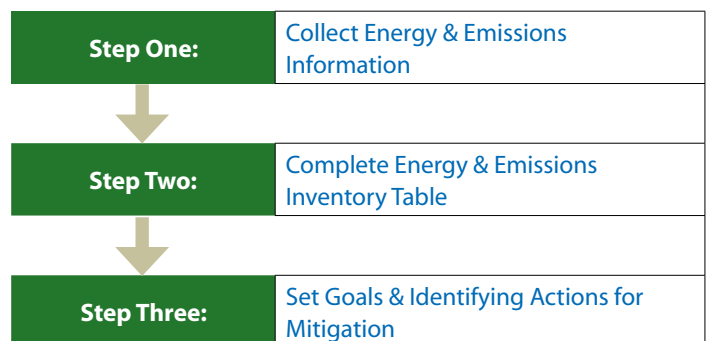 Step One:
Collect Energy & Emissions
Information
Step Two:
Complete Energy & Emissions
Inventory Table
Step Three:
Set Goals & Identifying Actions for
Mitigation